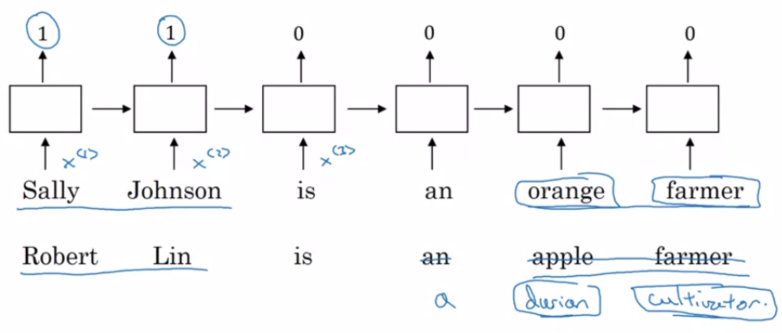 1 1 0 0 0 0
x<1> x<2> x<3>
Sally Johnson is an orange farmer
Robert Lin is an apple farmer
a durian cultivator.